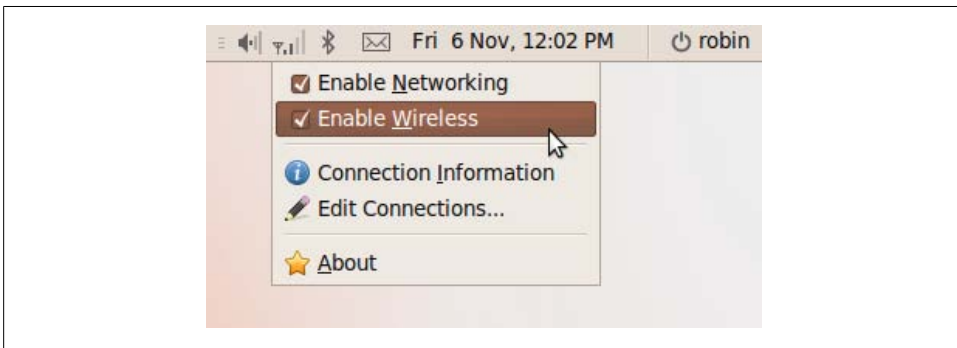 Fri 6 Nov, 12:02 PM robin
Enable Networking
Enable Wireless
Connection Information
Edit Connections...
About